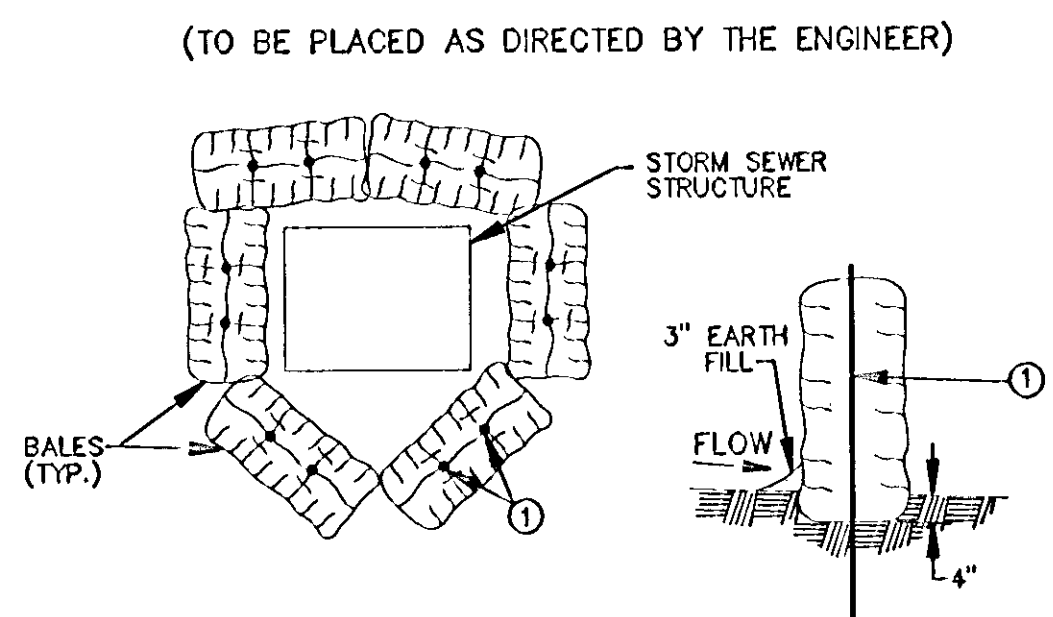 (TO BE PLACED AS DIRECTED BY THE ENGINEER)
STORM SEWER
STRUCTURE
3" EARTH
FILL
1
FLOW
BALES
(TYP.)
1
4"